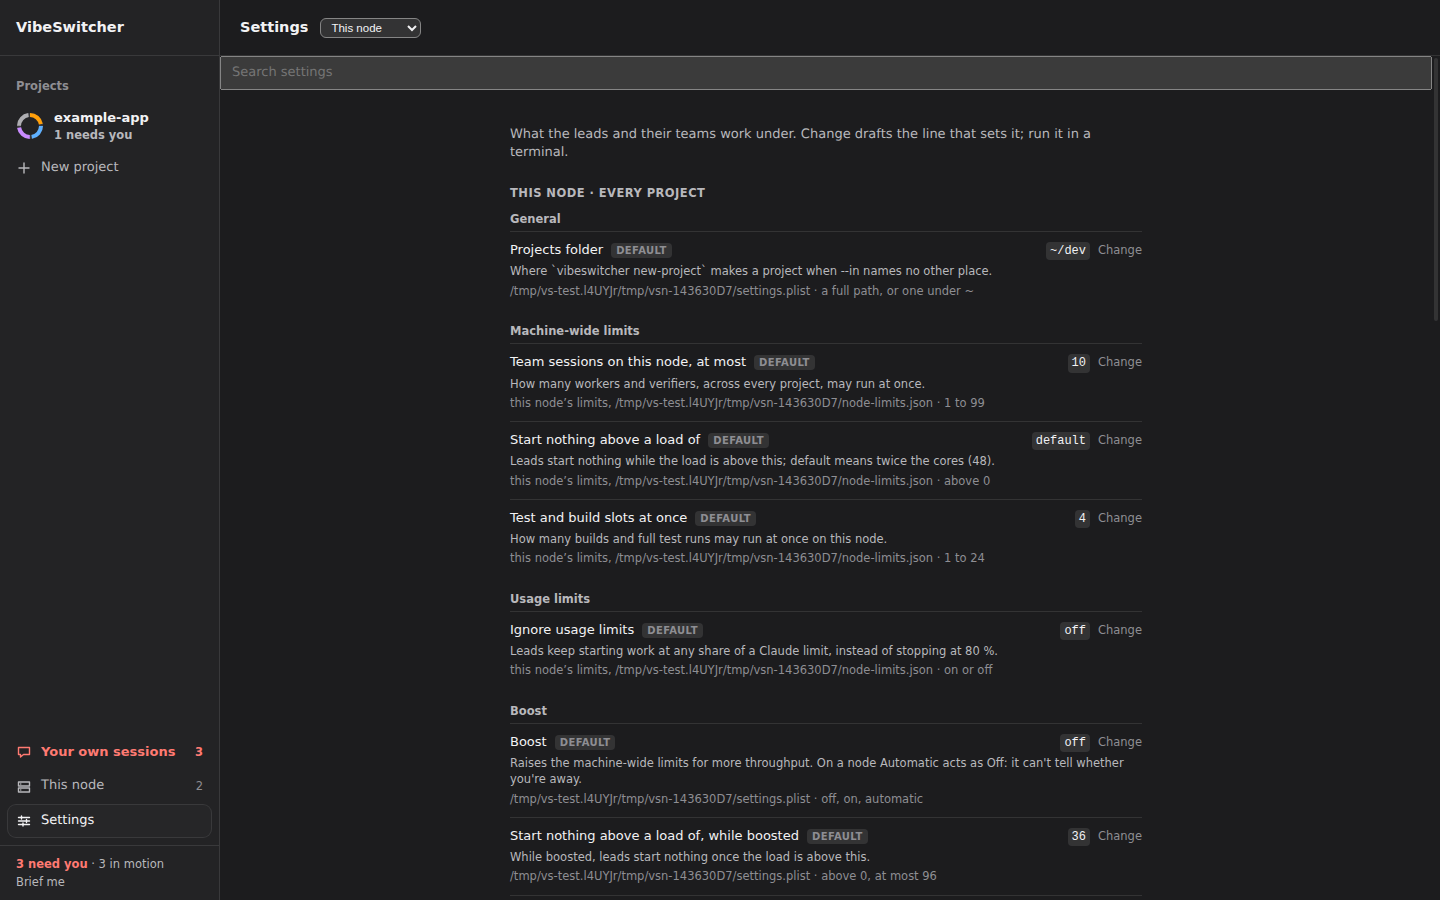 VibeSwitcher
Projects
example-app
1 needs you
New project
Your own sessions 3
This node 2
Settings
3 need you · 3 in motion
Brief me
Settings This node
Search settings
What the leads and their teams work under. Change drafts the line that sets it; run it in a
terminal.
THIS NODE · EVERY PROJECT
General
Projects folder DEFAULT ~/dev Change
Where `vibeswitcher new-project` makes a project when --in names no other place.
/tmp/vs-test.l4UYJr/tmp/vsn-143630D7/settings.plist · a full path, or one under ~
Machine-wide limits
Team sessions on this node, at most DEFAULT 10 Change
How many workers and verifiers, across every project, may run at once.
this node’s limits, /tmp/vs-test.l4UYJr/tmp/vsn-143630D7/node-limits.json · 1 to 99
Start nothing above a load of DEFAULT default Change
Leads start nothing while the load is above this; default means twice the cores (48).
this node’s limits, /tmp/vs-test.l4UYJr/tmp/vsn-143630D7/node-limits.json · above 0
Test and build slots at once DEFAULT 4 Change
How many builds and full test runs may run at once on this node.
this node’s limits, /tmp/vs-test.l4UYJr/tmp/vsn-143630D7/node-limits.json · 1 to 24
Usage limits
Ignore usage limits DEFAULT off Change
Leads keep starting work at any share of a Claude limit, instead of stopping at 80 %.
this node’s limits, /tmp/vs-test.l4UYJr/tmp/vsn-143630D7/node-limits.json · on or off
Boost
Boost DEFAULT off Change
Raises the machine-wide limits for more throughput. On a node Automatic acts as Off: it can't tell whether
you're away.
/tmp/vs-test.l4UYJr/tmp/vsn-143630D7/settings.plist · off, on, automatic
Start nothing above a load of, while boosted DEFAULT 36 Change
While boosted, leads start nothing once the load is above this.
/tmp/vs-test.l4UYJr/tmp/vsn-143630D7/settings.plist · above 0, at most 96